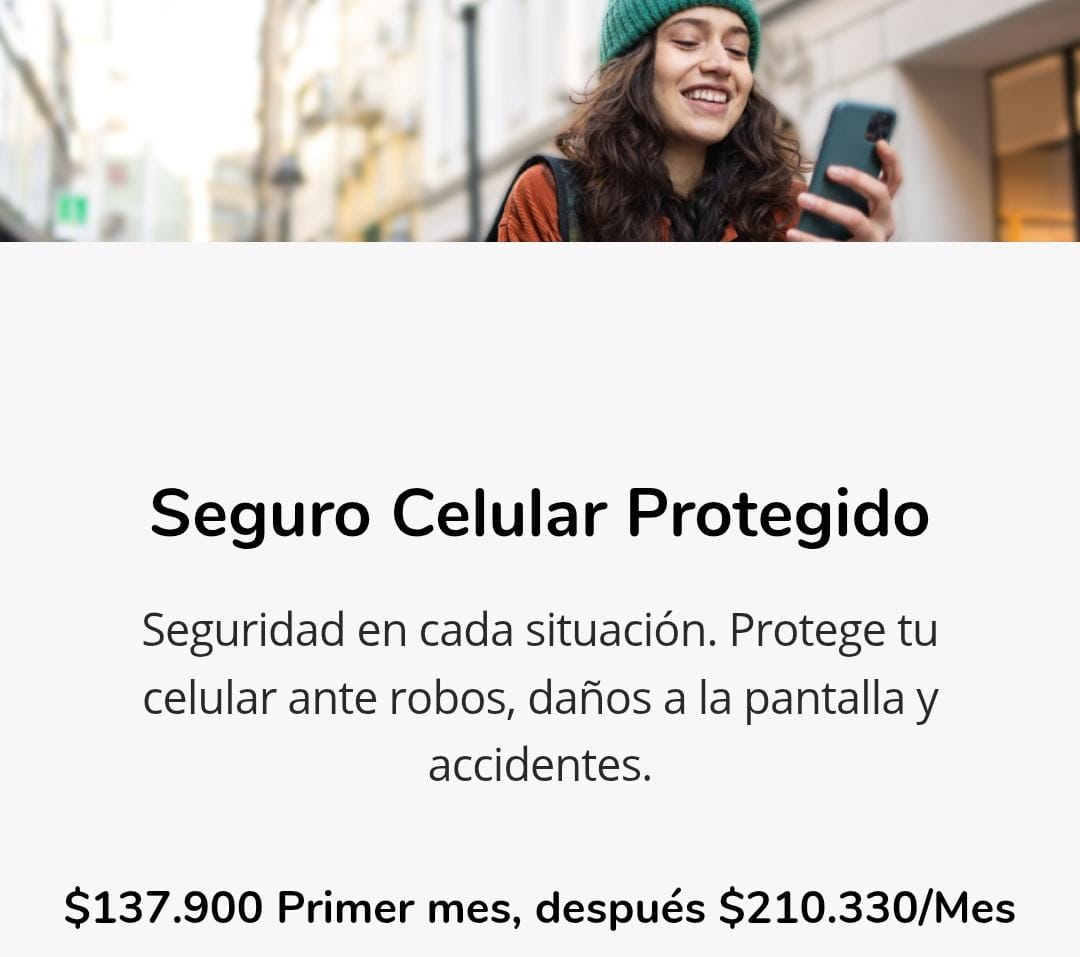 Seguro Celular Protegido
Seguridad en cada situación. Protege tu
celular ante robos, daños a la pantalla y
accidentes.
$137.900 Primer mes, después $210.330/Mes